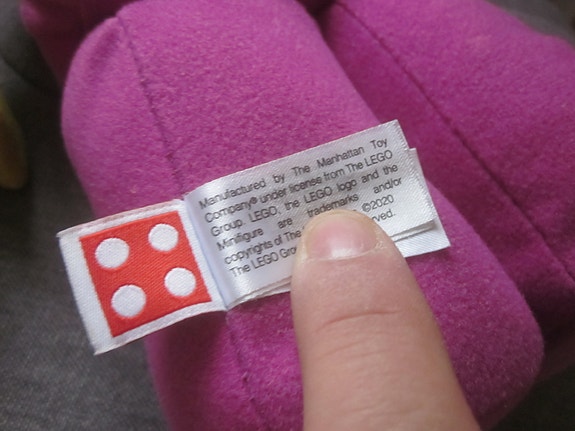 Manufactured by The Manhattan Toy
Company® under license from The LEGO
Group LEGO, the LEGO logo and the
Minifigure are trademarks and/or
copyrights of The ©2020
The LEGO